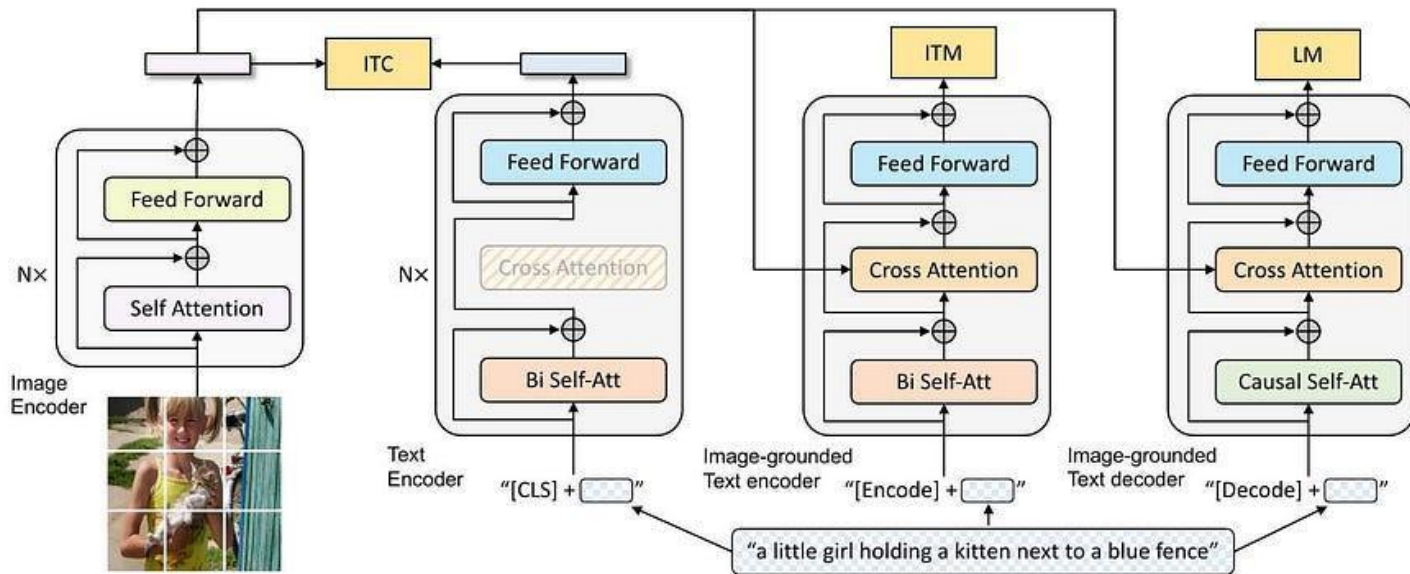 ITC
ITM
LM
Feed Forward
Self Attention
N×
Image
Encoder
Feed Forward
Cross Attention
Bi Self-Att
N×
Text
Encoder
“[CLS] + ”
Feed Forward
Cross Attention
Bi Self-Att
Image-grounded
Text encoder
“[Encode] + ”
Feed Forward
Cross Attention
Causal Self-Att
Image-grounded
Text decoder
“[Decode] + ”
“a little girl holding a kitten next to a blue fence”